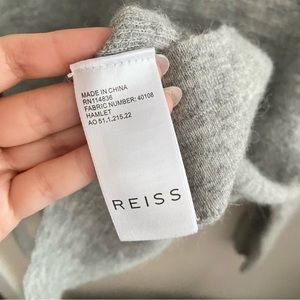 MADE IN CHINA
RN114836
FABRIC NUMBER: 40108
HAMLET
AO 51,1,215,22
REISS